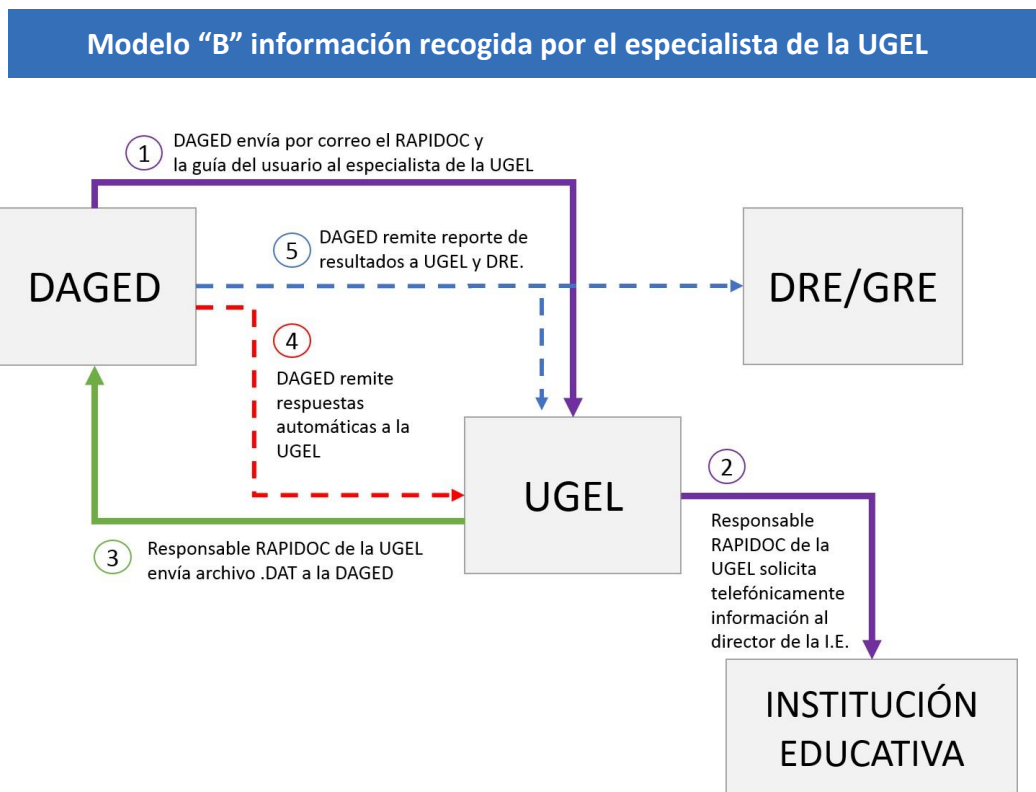 Modelo “B” información recogida por el especialista de la UGEL
1
DAGED envía por correo el RAPIDOC y
la guía del usuario al especialista de la UGEL
5
DAGED remite reporte de
resultados a UGEL y DRE.
DAGED
DRE/GRE
4
DAGED remite
respuestas
automáticas a la
UGEL
UGEL
2
Responsable
RAPIDOC de la
UGEL solicita
telefónicamente
información al
director de la I.E.
3
Responsable RAPIDOC de la UGEL
envía archivo .DAT a la DAGED
INSTITUCIÓN
EDUCATIVA